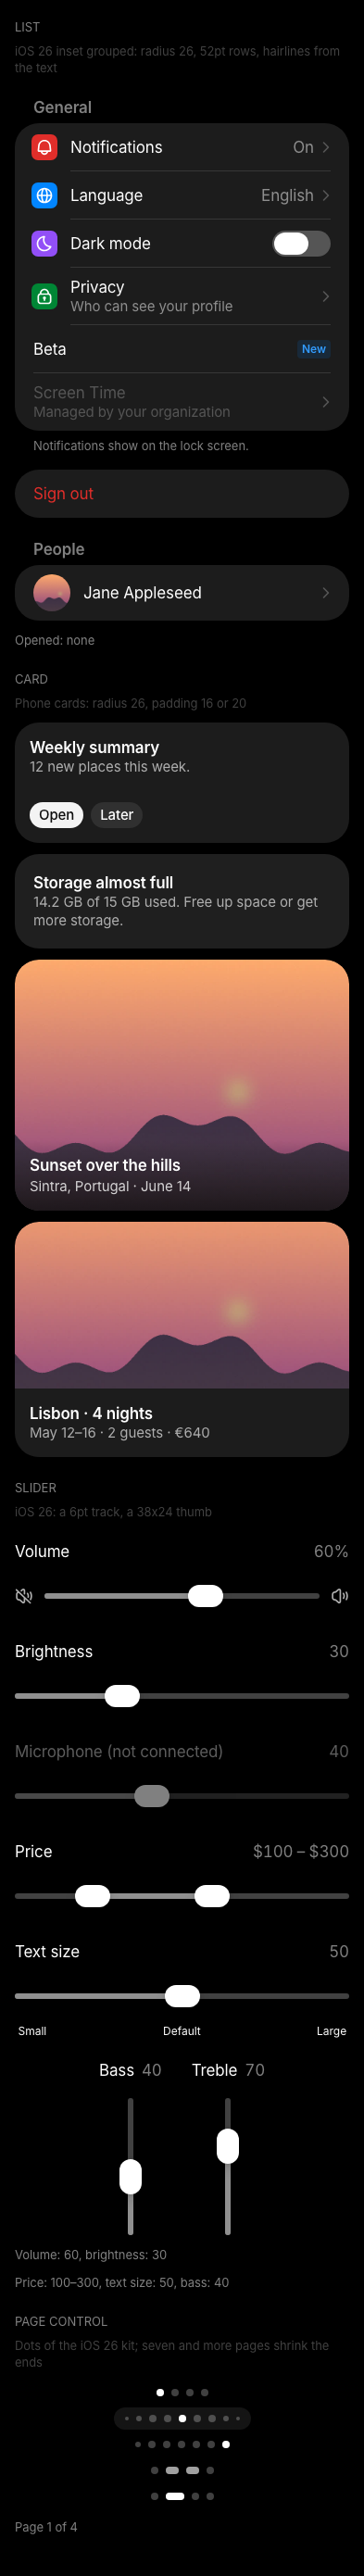 LIST
iOS 26 inset grouped: radius 26, 52pt rows, hairlines from
the text
General
Notifications On
Language English
Dark mode
Privacy
Who can see your profile
Beta New
Screen Time
Managed by your organization
Notifications show on the lock screen.
Sign out
People
Jane Appleseed
Opened: none
CARD
Phone cards: radius 26, padding 16 or 20
Weekly summary
12 new places this week.
Open Later
Storage almost full
14.2 GB of 15 GB used. Free up space or get
more storage.
Sunset over the hills
Sintra, Portugal · June 14
Lisbon · 4 nights
May 12–16 · 2 guests · €640
SLIDER
iOS 26: a 6pt track, a 38x24 thumb
Volume 60%
Brightness 30
Microphone (not connected) 40
Price $100 – $300
Text size 50
Small Default Large
Bass 40 Treble 70
Volume: 60, brightness: 30
Price: 100–300, text size: 50, bass: 40
PAGE CONTROL
Dots of the iOS 26 kit; seven and more pages shrink the
ends
Page 1 of 4